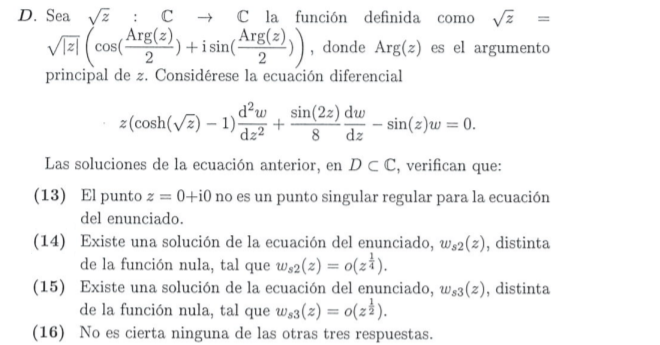 D. Sea √z : ℂ → ℂ la función definida como √z =
√|z| (cos(Arg(z)/2) + i sin(Arg(z)/2)), donde Arg(z) es el argumento
principal de z. Considérese la ecuación diferencial
z(cosh(√z) − 1) d²w/dz² + sin(2z)/8 dw/dz − sin(z)w = 0.
Las soluciones de la ecuación anterior, en D ⊂ ℂ, verifican que:
(13) El punto z = 0+i0 no es un punto singular regular para la ecuación
del enunciado.
(14) Existe una solución de la ecuación del enunciado, w_{s2}(z), distinta
de la función nula, tal que w_{s2}(z) = o(z^{1/4}).
(15) Existe una solución de la ecuación del enunciado, w_{s3}(z), distinta
de la función nula, tal que w_{s3}(z) = o(z^{1/2}).
(16) No es cierta ninguna de las otras tres respuestas.